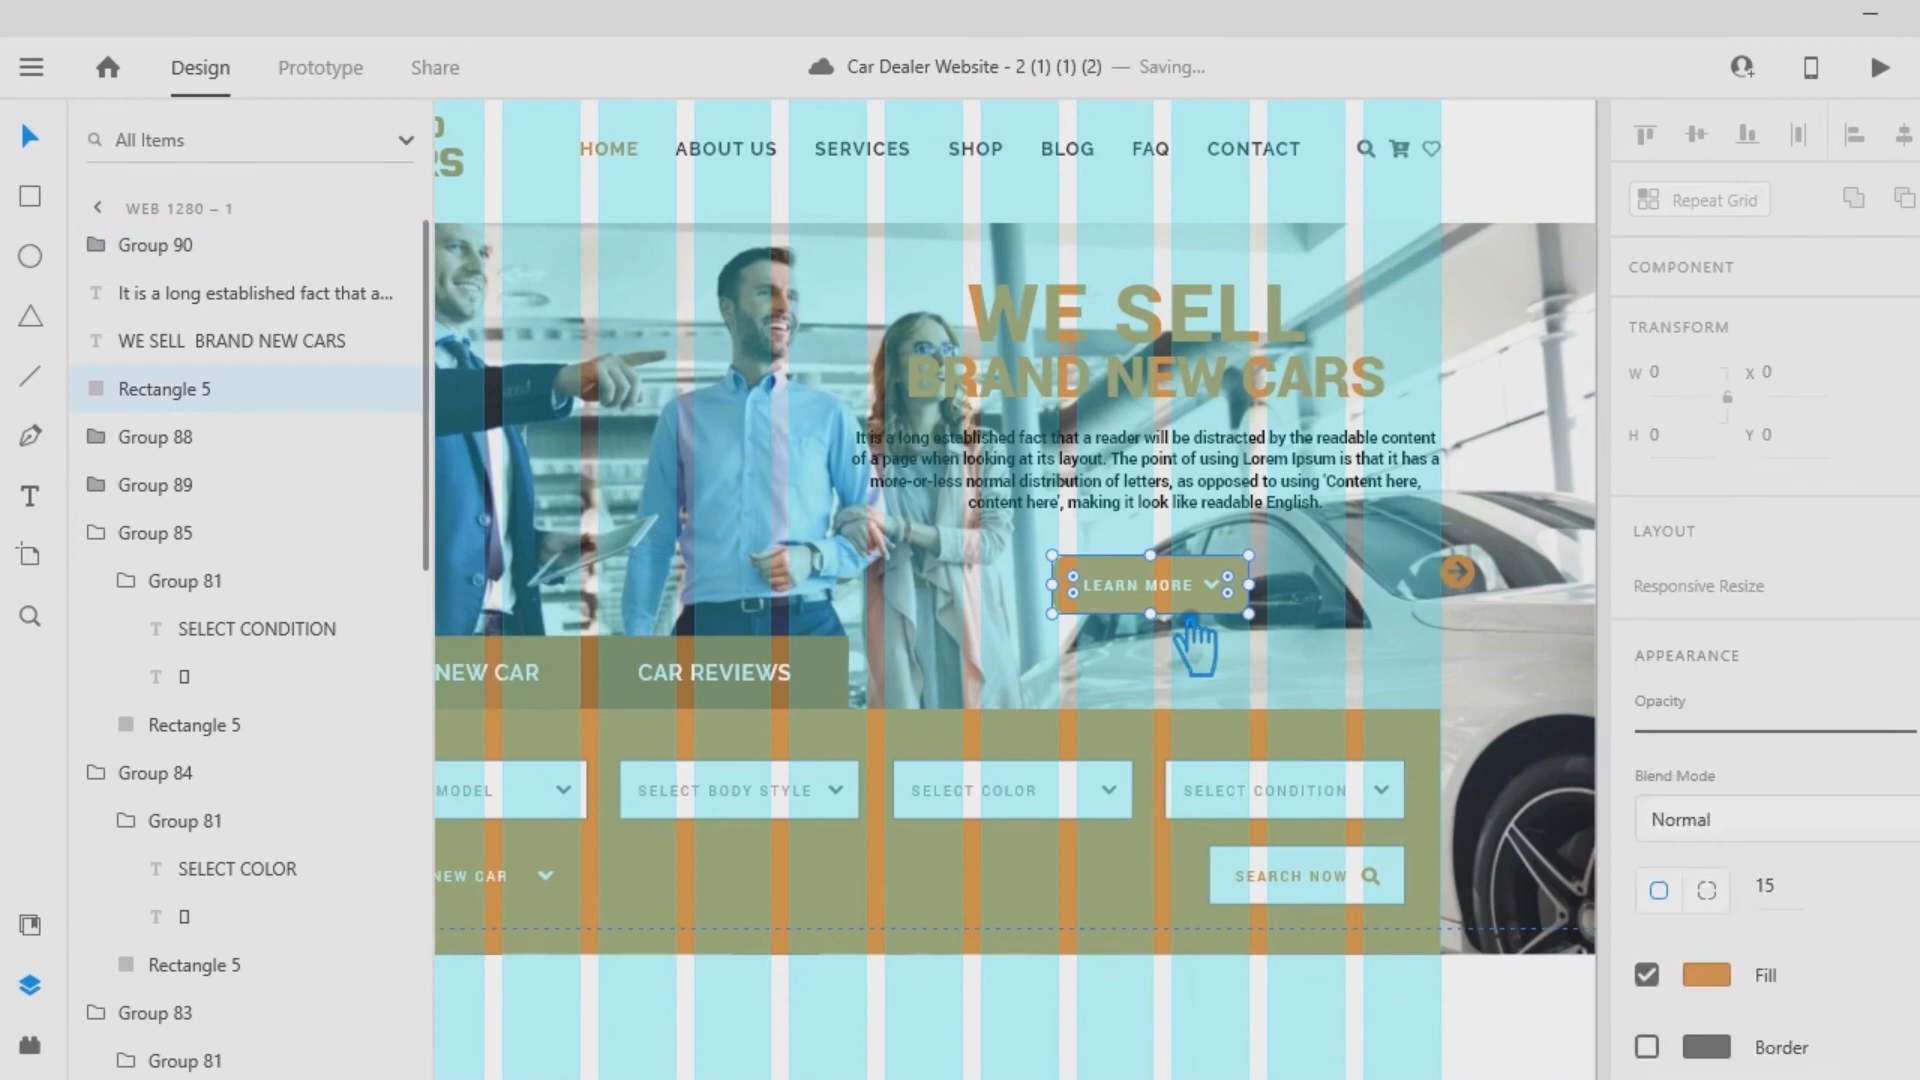 Design
Prototype
Share
Car Dealer Website - 2 (1) (1) (2) — Saving...
All Items
WEB 1280 – 1
Group 90
It is a long established fact that a...
WE SELL BRAND NEW CARS
Rectangle 5
Group 88
Group 89
Group 85
Group 81
SELECT CONDITION
Rectangle 5
Group 84
Group 81
SELECT COLOR
Rectangle 5
Group 83
Group 81
RS
HOME
ABOUT US
SERVICES
SHOP
BLOG
FAQ
CONTACT
WE SELL
BRAND NEW CARS
It is a long established fact that a reader will be distracted by the readable content
of a page when looking at its layout. The point of using Lorem Ipsum is that it has a
more-or-less normal distribution of letters, as opposed to using 'Content here,
content here', making it look like readable English.
LEARN MORE
NEW CAR
CAR REVIEWS
MODEL
SELECT BODY STYLE
SELECT COLOR
SELECT CONDITION
NEW CAR
SEARCH NOW
Repeat Grid
COMPONENT
TRANSFORM
W 0
X 0
H 0
Y 0
LAYOUT
Responsive Resize
APPEARANCE
Opacity
Blend Mode
Normal
15
Fill
Border